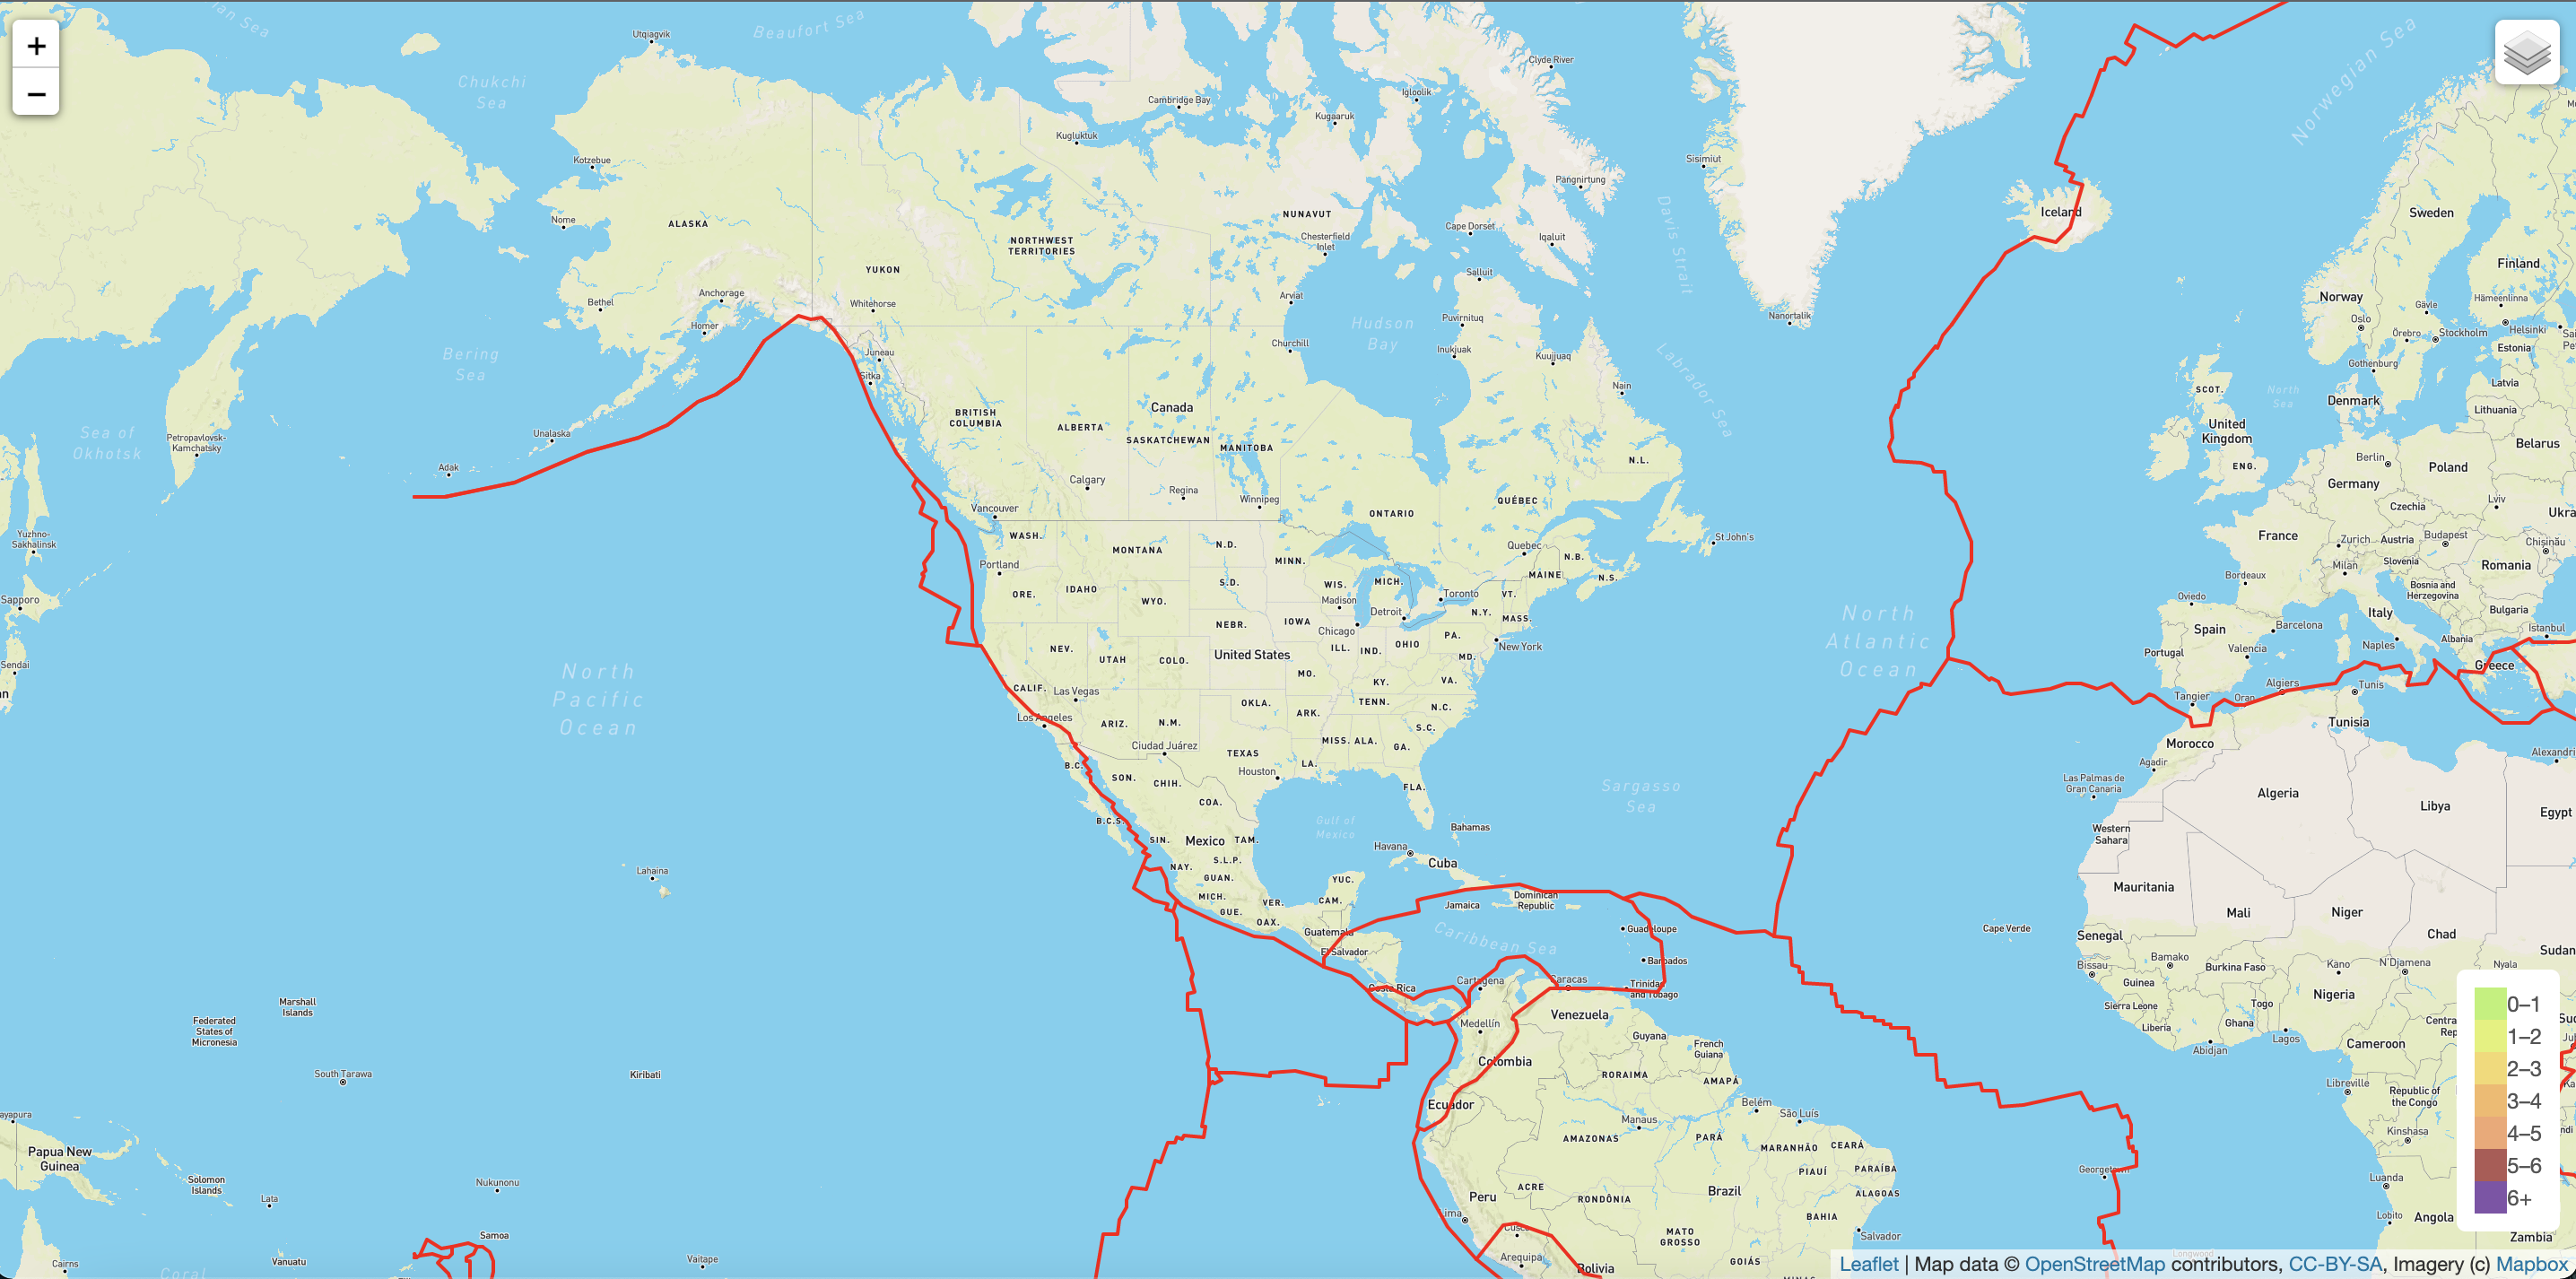 +
−
Chukchi
Sea
Beaufort Sea
Norwegian Sea
Utqiagvik
Clyde River
Cambridge Bay
Igloolik
Kugaaruk
Kugluktuk
Kotzebue
Sisimiut
Pangnirtung
Davis Strait
Nome
ALASKA
NUNAVUT
Chesterfield
Inlet
Cape Dorset
Iqaluit
Iceland
Sweden
NORTHWEST
TERRITORIES
YUKON
Finland
Salluit
Bethel
Anchorage
Whitehorse
Arviat
Norway
Gävle
Hämeenlinna
Homer
Puvirnituq
Nanortalik
Oslo
Helsinki
Örebro
Stockholm
Hudson
Bay
Bering
Sea
Juneau
Churchill
Inukjuak
Kuujjuaq
Labrador Sea
Estonia
Gothenburg
Sitka
Nain
SCOT.
North
Sea
Latvia
Denmark
Lithuania
BRITISH
COLUMBIA
Canada
ALBERTA
SASKATCHEWAN
MANITOBA
United
Kingdom
Belarus
Sea of
Okhotsk
Petropavlovsk-
Kamchatsky
Unalaska
Adak
N.L.
ENG.
Berlin
Poland
Germany
Calgary
Regina
Winnipeg
QUÉBEC
ONTARIO
Lviv
Czechia
Ukra
Vancouver
Yuzhno-
Sakhalinsk
WASH.
MONTANA
N.D.
MINN.
Quebec
N.B.
St John's
France
Zurich
Austria
Budapest
Chișinău
Portland
ORE.
IDAHO
WYO.
S.D.
WIS.
MICH.
MAINE
N.S.
Milan
Slovenia
Romania
Bordeaux
Bosnia and
Herzegovina
Sapporo
Madison
Detroit
Toronto
VT.
N.Y.
MASS.
Oviedo
Italy
Bulgaria
NEBR.
IOWA
Chicago
North
Atlantic
Ocean
Spain
Barcelona
Istanbul
Sendai
NEV.
UTAH
COLO.
United States
ILL.
IND.
OHIO
PA.
MD.
New York
Portugal
Valencia
Naples
Albania
Greece
North
Pacific
Ocean
CALIF.
Las Vegas
MO.
KY.
VA.
Tangier
Oran
Algiers
Tunis
Los Angeles
ARIZ.
N.M.
OKLA.
ARK.
TENN.
N.C.
S.C.
Tunisia
Ciudad Juárez
TEXAS
MISS.
ALA.
GA.
Morocco
Alexandri
B.C.
SON.
CHIH.
Houston
LA.
FLA.
Sargasso
Sea
Agadir
Las Palmas de
Gran Canaria
Algeria
Libya
Egypt
COA.
B.C.S.
Gulf of
Mexico
Bahamas
Western
Sahara
SIN.
Mexico
TAM.
Havana
Cuba
S.L.P.
NAY.
GUAN.
Lahaina
MICH.
YUC.
CAM.
Mauritania
Mali
Niger
GUE.
VER.
OAX.
Jamaica
Dominican
Republic
Guatemala
El Salvador
Caribbean Sea
Guadeloupe
Barbados
Cape Verde
Senegal
Chad
Sudan
Bissau
Bamako
Burkina Faso
Kano
N'Djamena
Nyala
Costa Rica
Cartagena
Caracas
Trinidad
and Tobago
Guinea
Sierra Leone
Togo
Nigeria
Marshall
Islands
Federated
States of
Micronesia
Medellín
Venezuela
Guyana
French
Guiana
Liberia
Ghana
Abidjan
Lagos
Cameroon
South Tarawa
Kiribati
Colombia
RORAIMA
AMAPÁ
Libreville
Republic of
the Congo
Ecuador
Manaus
Belém
São Luís
Kinshasa
Papua New
Guinea
AMAZONAS
PARÁ
MARANHÃO
CEARÁ
PIAUÍ
PARAÍBA
Solomon
Islands
Lata
Nukunonu
Peru
ACRE
RONDÔNIA
Brazil
ALAGOAS
Luanda
BAHIA
Lobito
Angola
Samoa
MATO
GROSSO
Salvador
Zambia
Cairns
Coral
Vanuatu
Vaitape
Cusco
Arequipa
Bolivia
GOIÁS
0–1
1–2
2–3
3–4
4–5
5–6
6+
Leaflet | Map data © OpenStreetMap contributors, CC-BY-SA, Imagery (c) Mapbox